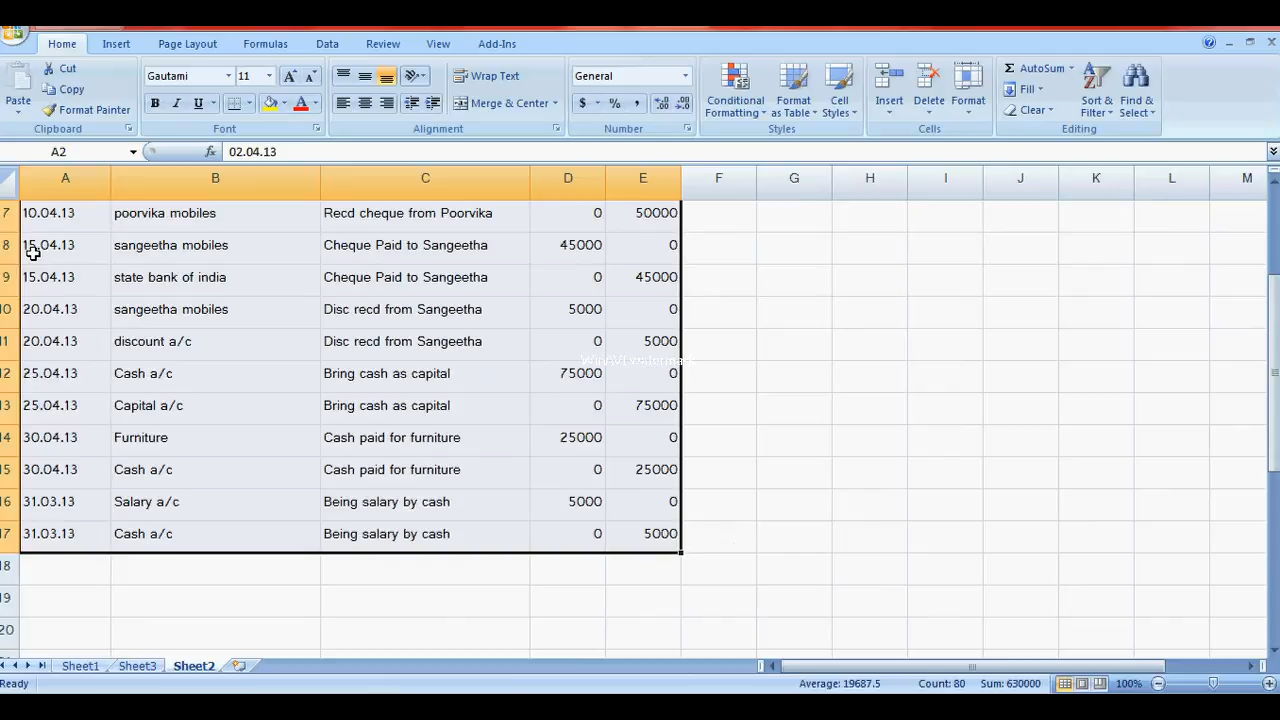 Home Insert Page Layout Formulas Data Review View Add-Ins
Cut Gautami 11 Wrap Text General AutoSum
Copy Fill
Paste Format Painter Merge & Center $ % , Conditional Formatting Format as Table Cell Styles Insert Delete Format Clear Sort & Filter Find & Select
Clipboard Font Alignment Number Styles Cells Editing
A2 fx 02.04.13
A B C D E F G H I J K L M
7 10.04.13 poorvika mobiles Recd cheque from Poorvika 0 50000
8 15.04.13 sangeetha mobiles Cheque Paid to Sangeetha 45000 0
9 15.04.13 state bank of india Cheque Paid to Sangeetha 0 45000
10 20.04.13 sangeetha mobiles Disc recd from Sangeetha 5000 0
11 20.04.13 discount a/c Disc recd from Sangeetha 0 5000
WinAVI watermark
12 25.04.13 Cash a/c Bring cash as capital 75000 0
13 25.04.13 Capital a/c Bring cash as capital 0 75000
14 30.04.13 Furniture Cash paid for furniture 25000 0
15 30.04.13 Cash a/c Cash paid for furniture 0 25000
16 31.03.13 Salary a/c Being salary by cash 5000 0
17 31.03.13 Cash a/c Being salary by cash 0 5000
18
19
20
Sheet1 Sheet3 Sheet2
Ready Average: 19687.5 Count: 80 Sum: 630000 100%